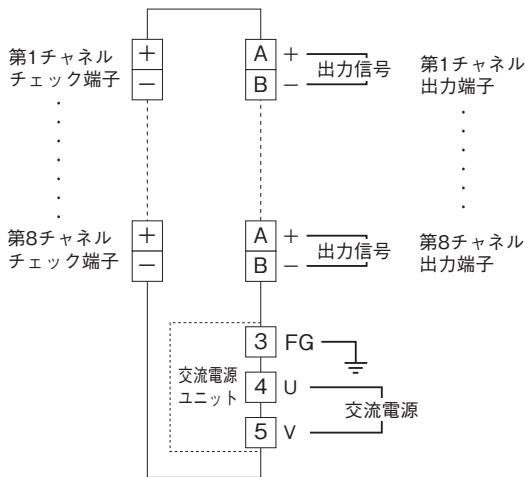 第1チャネル
チェック端子
+
−
A +
B −
出力信号
第1チャネル
出力端子
第8チャネル
チェック端子
+
−
A +
B −
出力信号
第8チャネル
出力端子
交流電源
ユニット
3 FG
4 U
5 V
交流電源